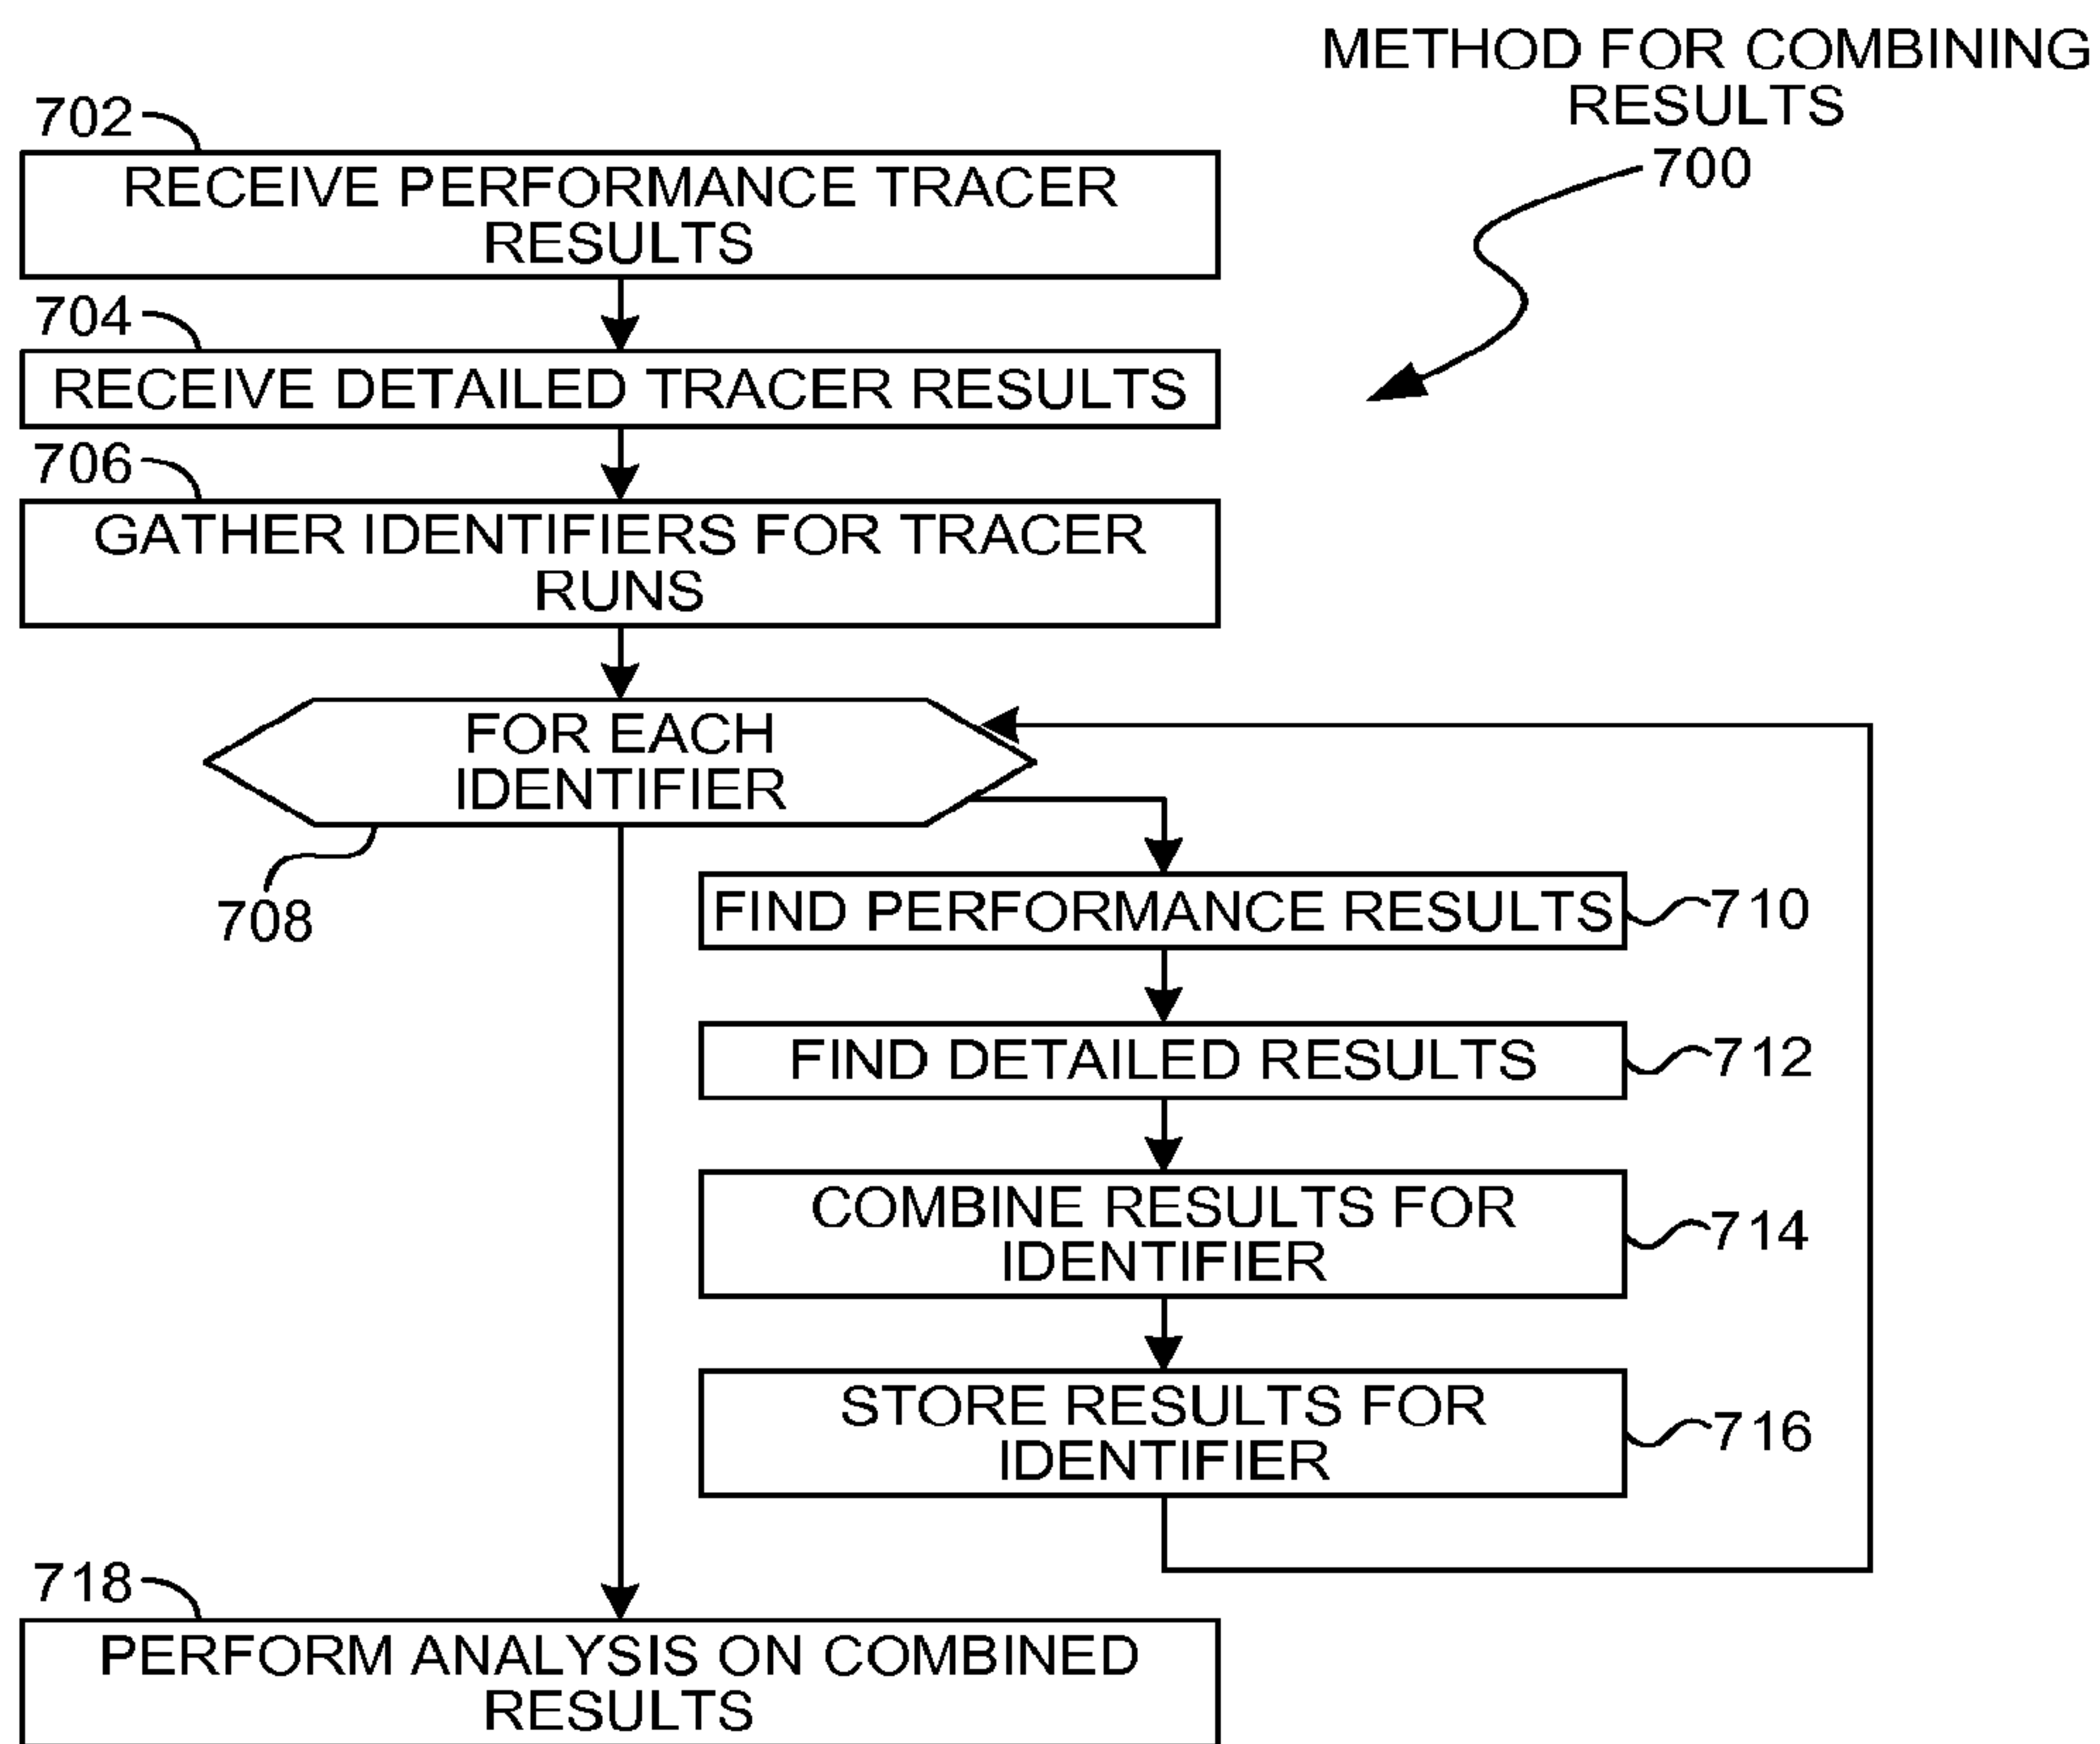 METHOD FOR COMBINING
RESULTS
700
702
RECEIVE PERFORMANCE TRACER
RESULTS
704
RECEIVE DETAILED TRACER RESULTS
706
GATHER IDENTIFIERS FOR TRACER
RUNS
FOR EACH
IDENTIFIER
708
FIND PERFORMANCE RESULTS
710
FIND DETAILED RESULTS
712
COMBINE RESULTS FOR
IDENTIFIER
714
STORE RESULTS FOR
IDENTIFIER
716
718
PERFORM ANALYSIS ON COMBINED
RESULTS